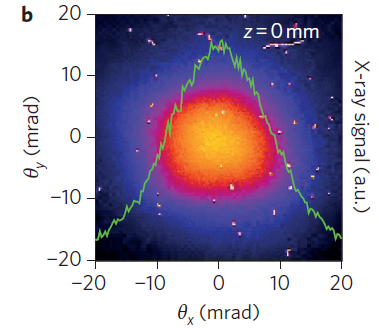 b
z = 0 mm
20
10
0
−10
−20
θy (mrad)
−20 −10 0 10 20
θx (mrad)
X-ray signal (a.u.)